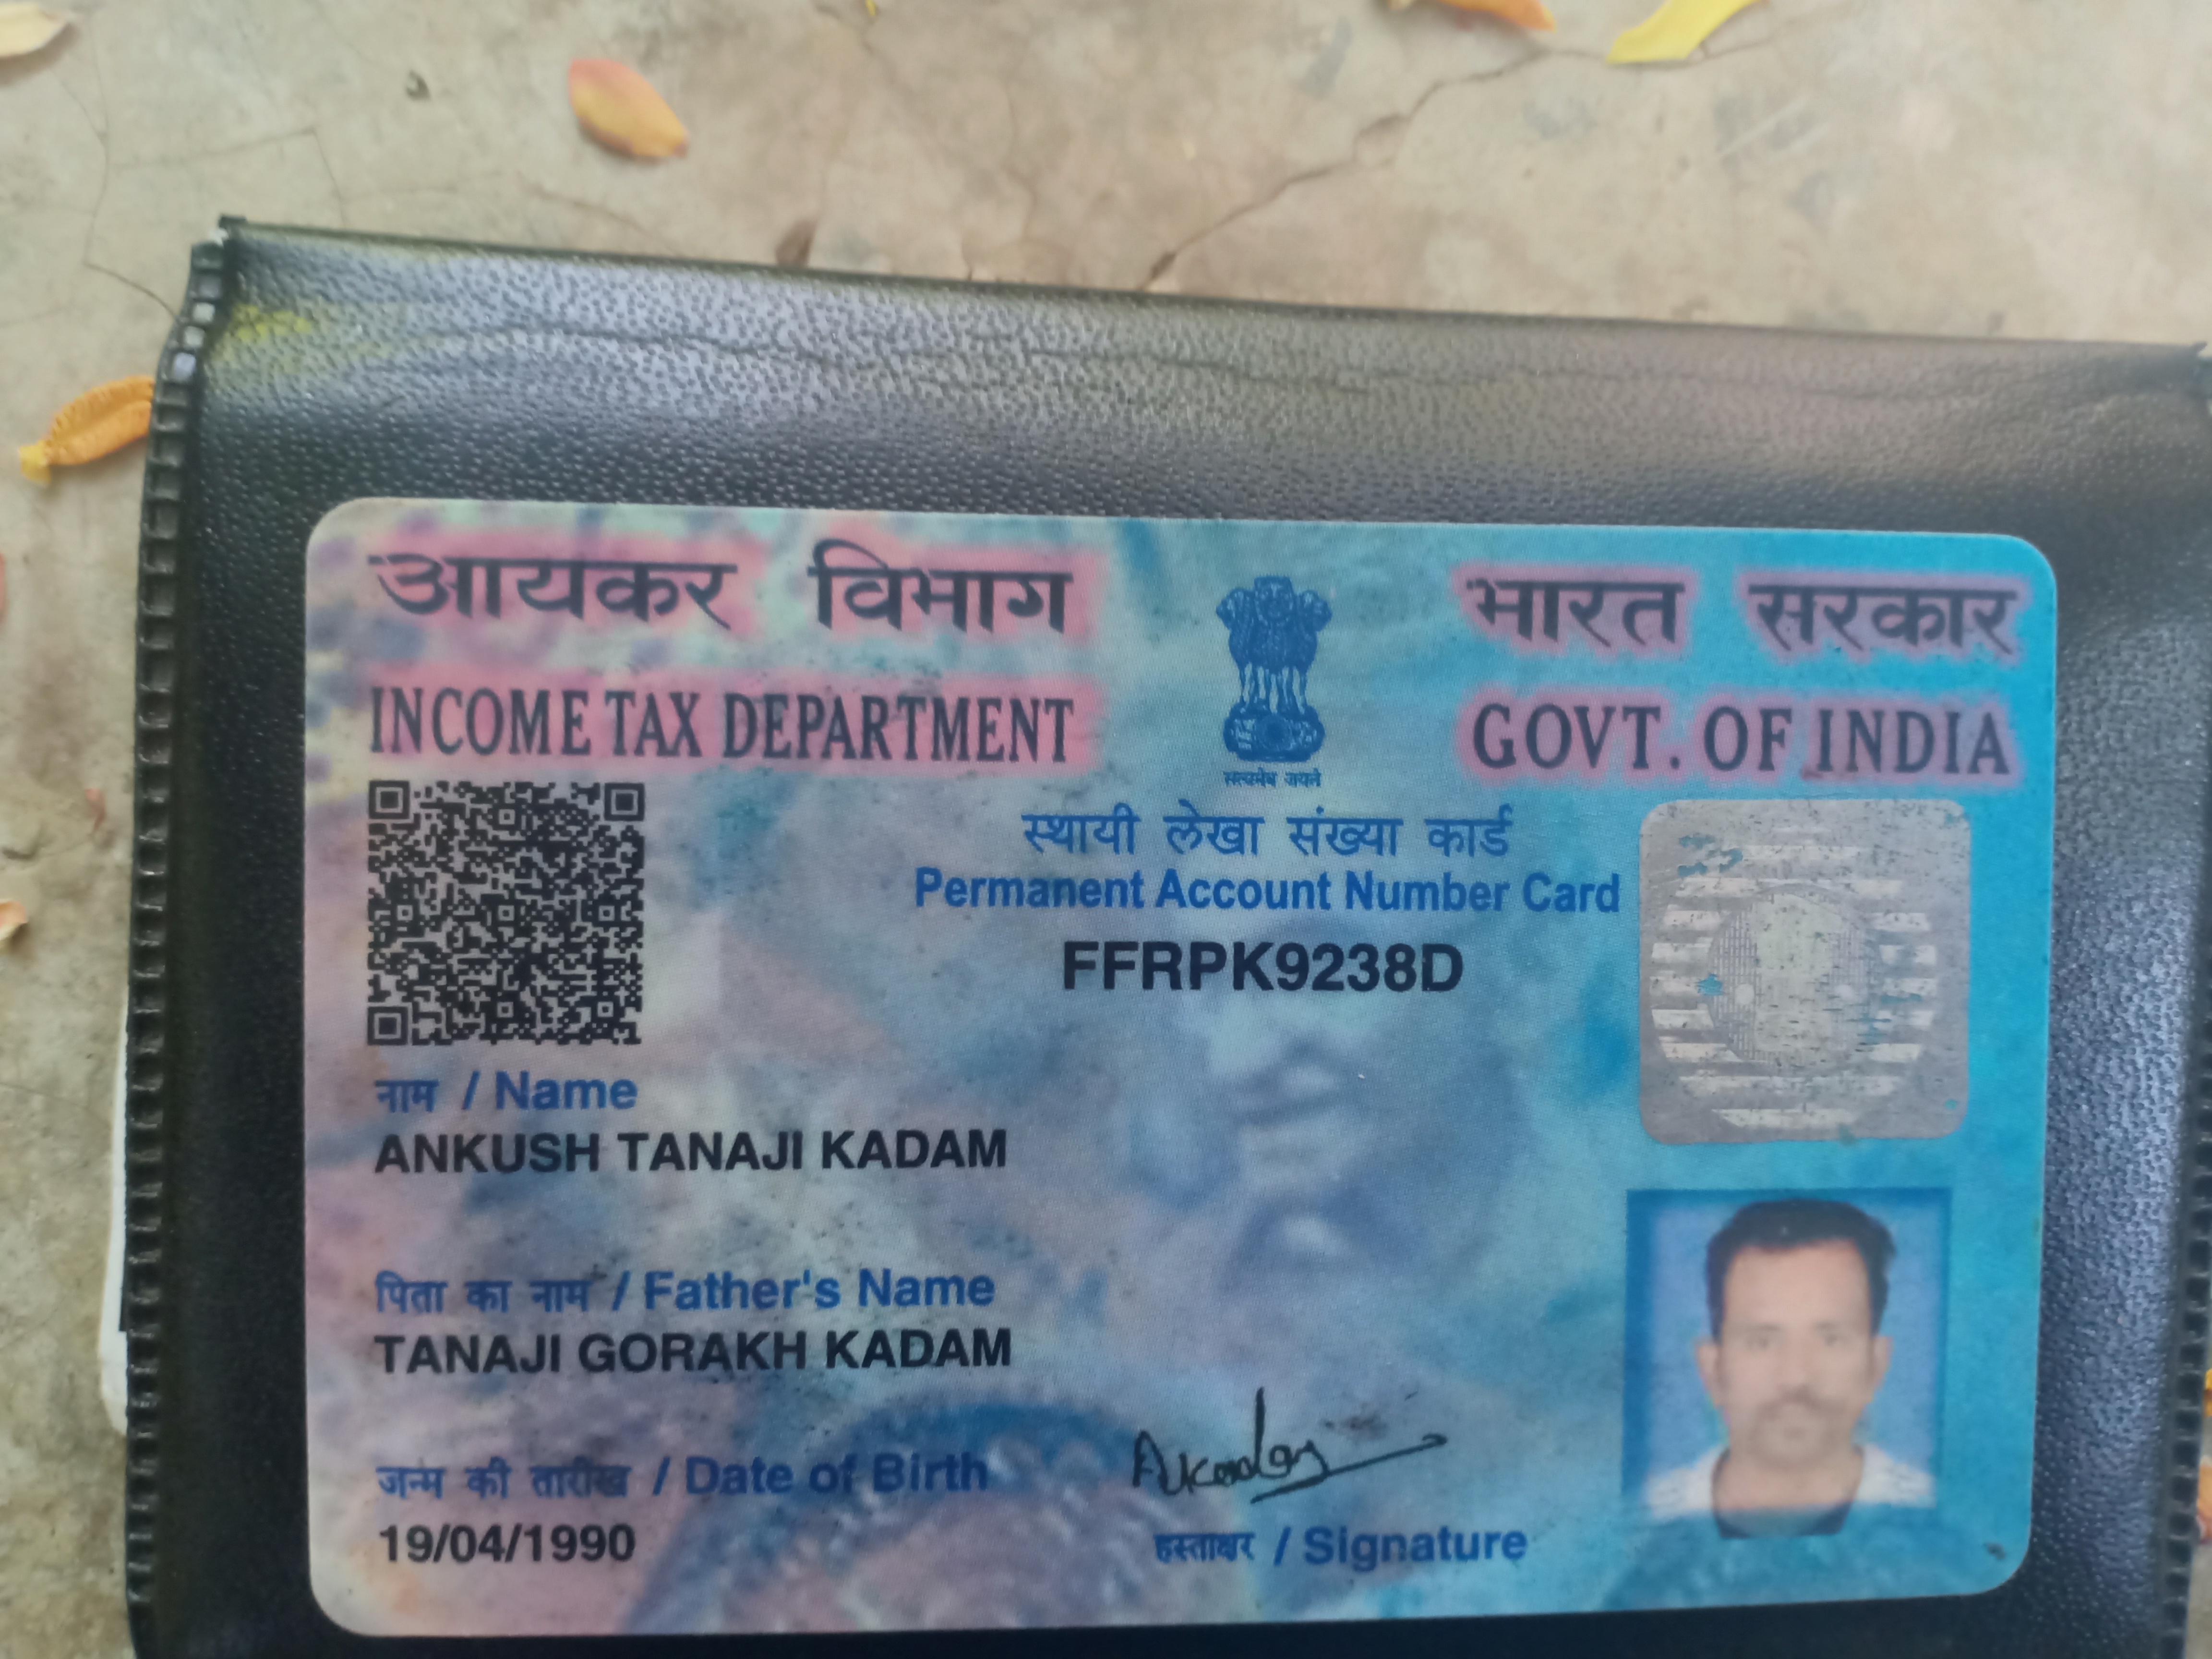 आयकर विभाग
INCOME TAX DEPARTMENT
सत्यमेव जयते
भारत सरकार
GOVT. OF INDIA
स्थायी लेखा संख्या कार्ड
Permanent Account Number Card
FFRPK9238D
नाम / Name
ANKUSH TANAJI KADAM
पिता का नाम / Father's Name
TANAJI GORAKH KADAM
जन्म की तारीख / Date of Birth
19/04/1990
हस्ताक्षर / Signature